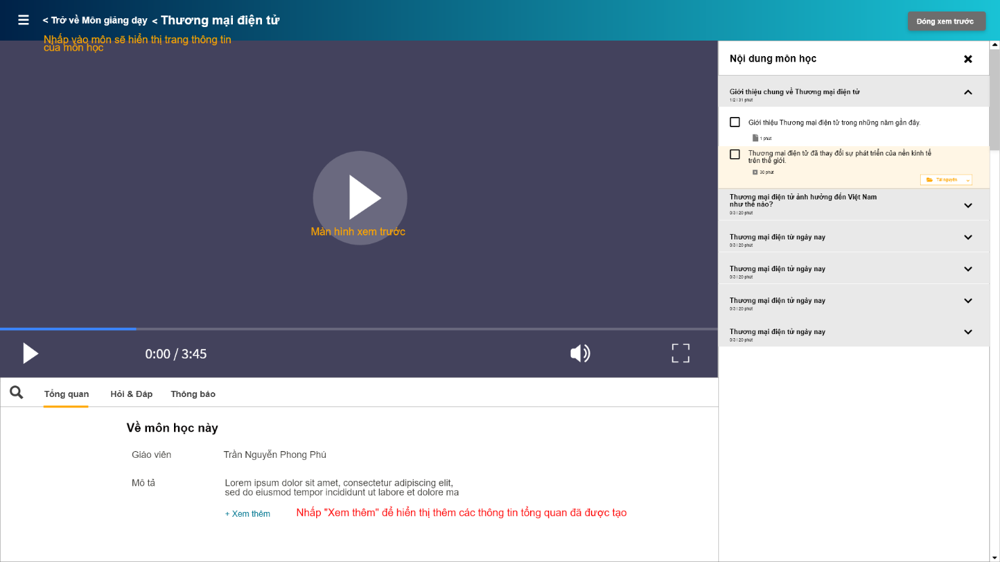 < Trở về Môn giảng dạy < Thương mại điện tử
Đóng xem trước
Nhấp vào môn sẽ hiển thị trang thông tin
của môn học
Màn hình xem trước
0:00 / 3:45
Nội dung môn học
Giới thiệu chung về Thương mại điện tử
1/2 I 31 phút
Giới thiệu Thương mại điện tử trong những năm gần đây.
1 phút
Thương mại điện tử đã thay đổi sự phát triển của nền kinh tế
trên thế giới.
30 phút
Tài nguyên
Thương mại điện tử ảnh hưởng đến Việt Nam
như thế nào?
0/3 I 20 phút
Thương mại điện tử ngày nay
0/3 I 20 phút
Thương mại điện tử ngày nay
0/3 I 20 phút
Thương mại điện tử ngày nay
0/3 I 20 phút
Thương mại điện tử ngày nay
0/3 I 20 phút
Tổng quan Hỏi & Đáp Thông báo
Về môn học này
Giáo viên Trần Nguyễn Phong Phú
Mô tả Lorem ipsum dolor sit amet, consectetur adipiscing elit,
sed do eiusmod tempor incididunt ut labore et dolore ma
+ Xem thêm Nhấp "Xem thêm" để hiển thị thêm các thông tin tổng quan đã được tạo